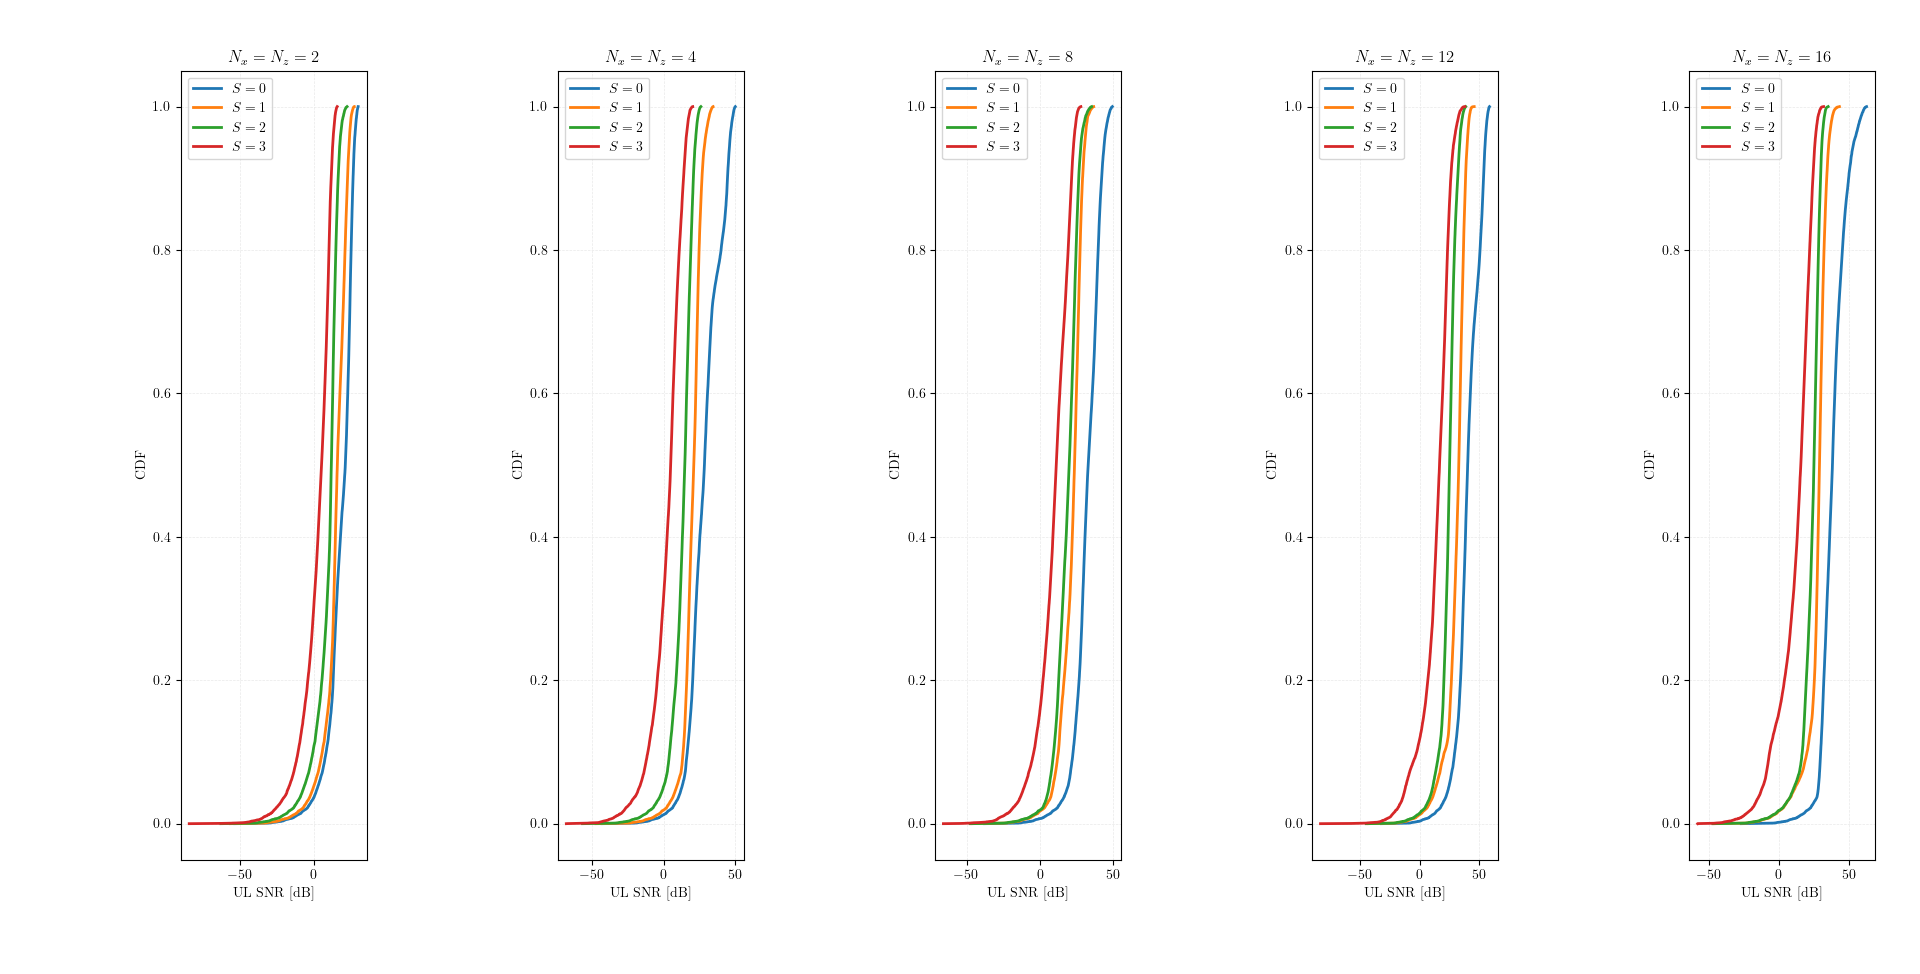 N_x = N_z = 2
S = 0
S = 1
S = 2
S = 3
1.0
0.8
0.6
0.4
0.2
0.0
CDF
−50
0
UL SNR [dB]
N_x = N_z = 4
S = 0
S = 1
S = 2
S = 3
1.0
0.8
0.6
0.4
0.2
0.0
CDF
−50
0
50
UL SNR [dB]
N_x = N_z = 8
S = 0
S = 1
S = 2
S = 3
1.0
0.8
0.6
0.4
0.2
0.0
CDF
−50
0
50
UL SNR [dB]
N_x = N_z = 12
S = 0
S = 1
S = 2
S = 3
1.0
0.8
0.6
0.4
0.2
0.0
CDF
−50
0
50
UL SNR [dB]
N_x = N_z = 16
S = 0
S = 1
S = 2
S = 3
1.0
0.8
0.6
0.4
0.2
0.0
CDF
−50
0
50
UL SNR [dB]